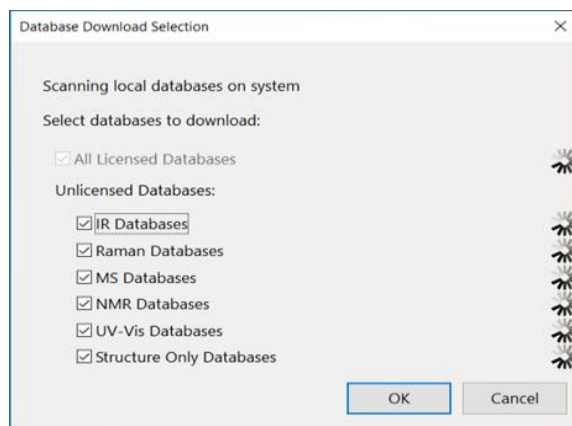 Database Download Selection
Scanning local databases on system
Select databases to download:
All Licensed Databases
Unlicensed Databases:
IR Databases
Raman Databases
MS Databases
NMR Databases
UV-Vis Databases
Structure Only Databases
OK Cancel